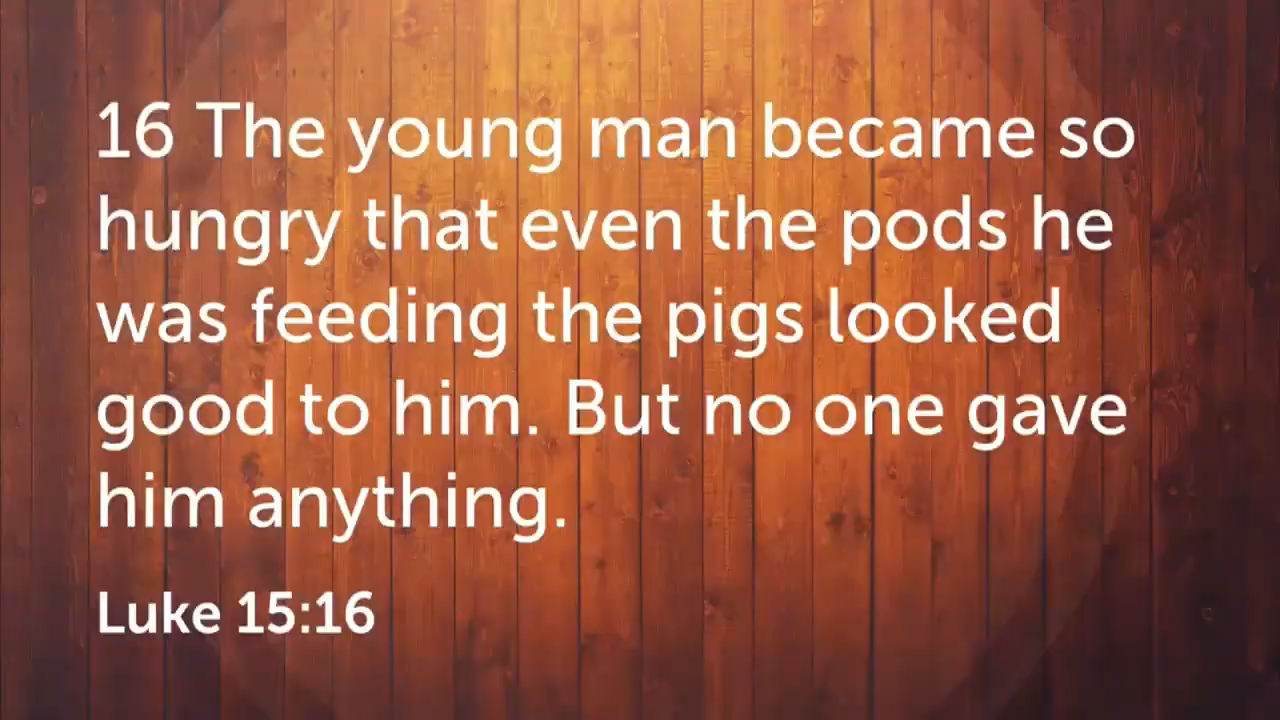 16 The young man became so
hungry that even the pods he
was feeding the pigs looked
good to him. But no one gave
him anything.
Luke 15:16